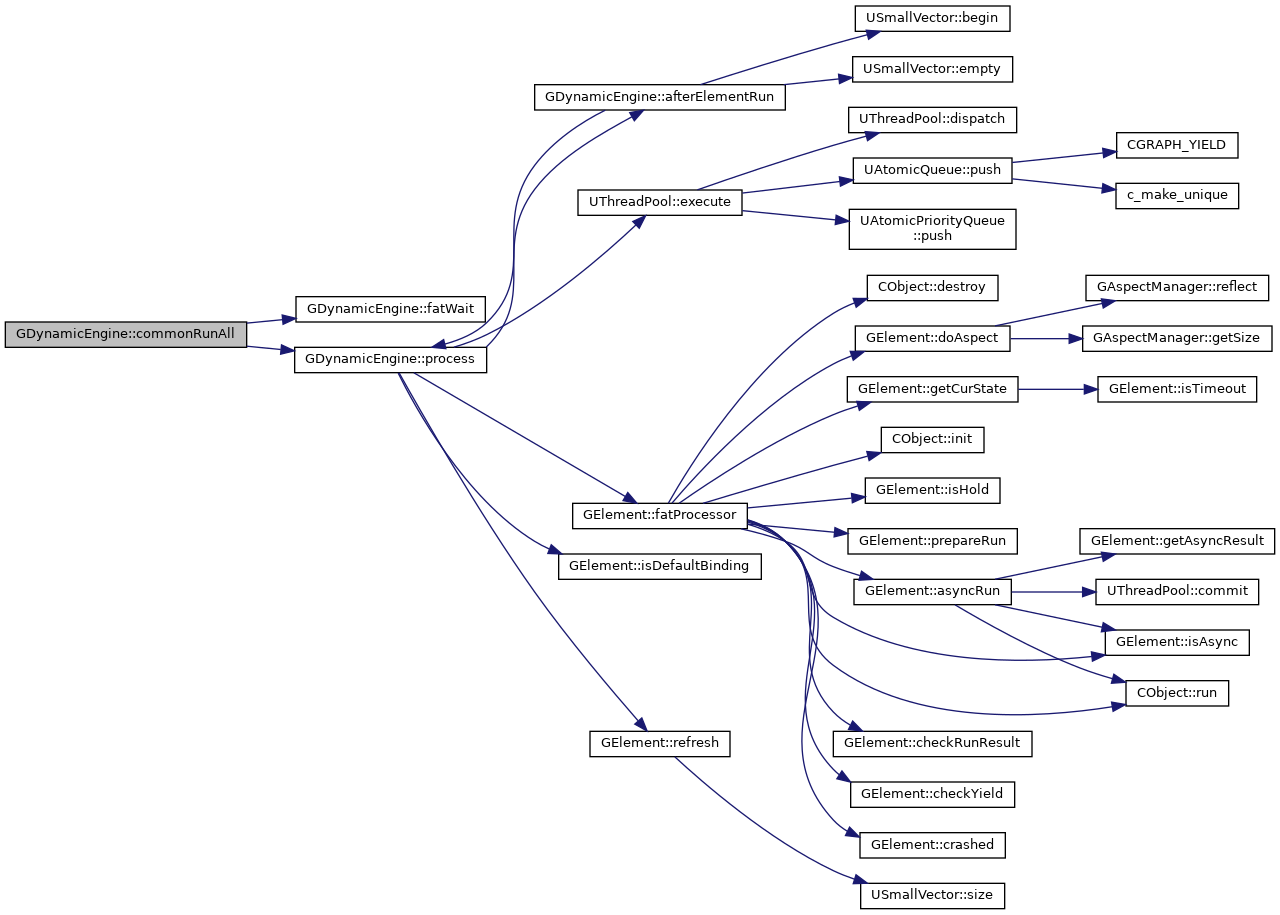 USmallVector::begin
USmallVector::empty
GDynamicEngine::afterElementRun
UThreadPool::dispatch
CGRAPH_YIELD
UAtomicQueue::push
c_make_unique
UThreadPool::execute
UAtomicPriorityQueue
::push
CObject::destroy
GAspectManager::reflect
GDynamicEngine::fatWait
GDynamicEngine::commonRunAll
GElement::doAspect
GAspectManager::getSize
GDynamicEngine::process
GElement::getCurState
GElement::isTimeout
CObject::init
GElement::isHold
GElement::fatProcessor
GElement::prepareRun
GElement::getAsyncResult
GElement::isDefaultBinding
GElement::asyncRun
UThreadPool::commit
GElement::isAsync
CObject::run
GElement::refresh
GElement::checkRunResult
GElement::checkYield
GElement::crashed
USmallVector::size